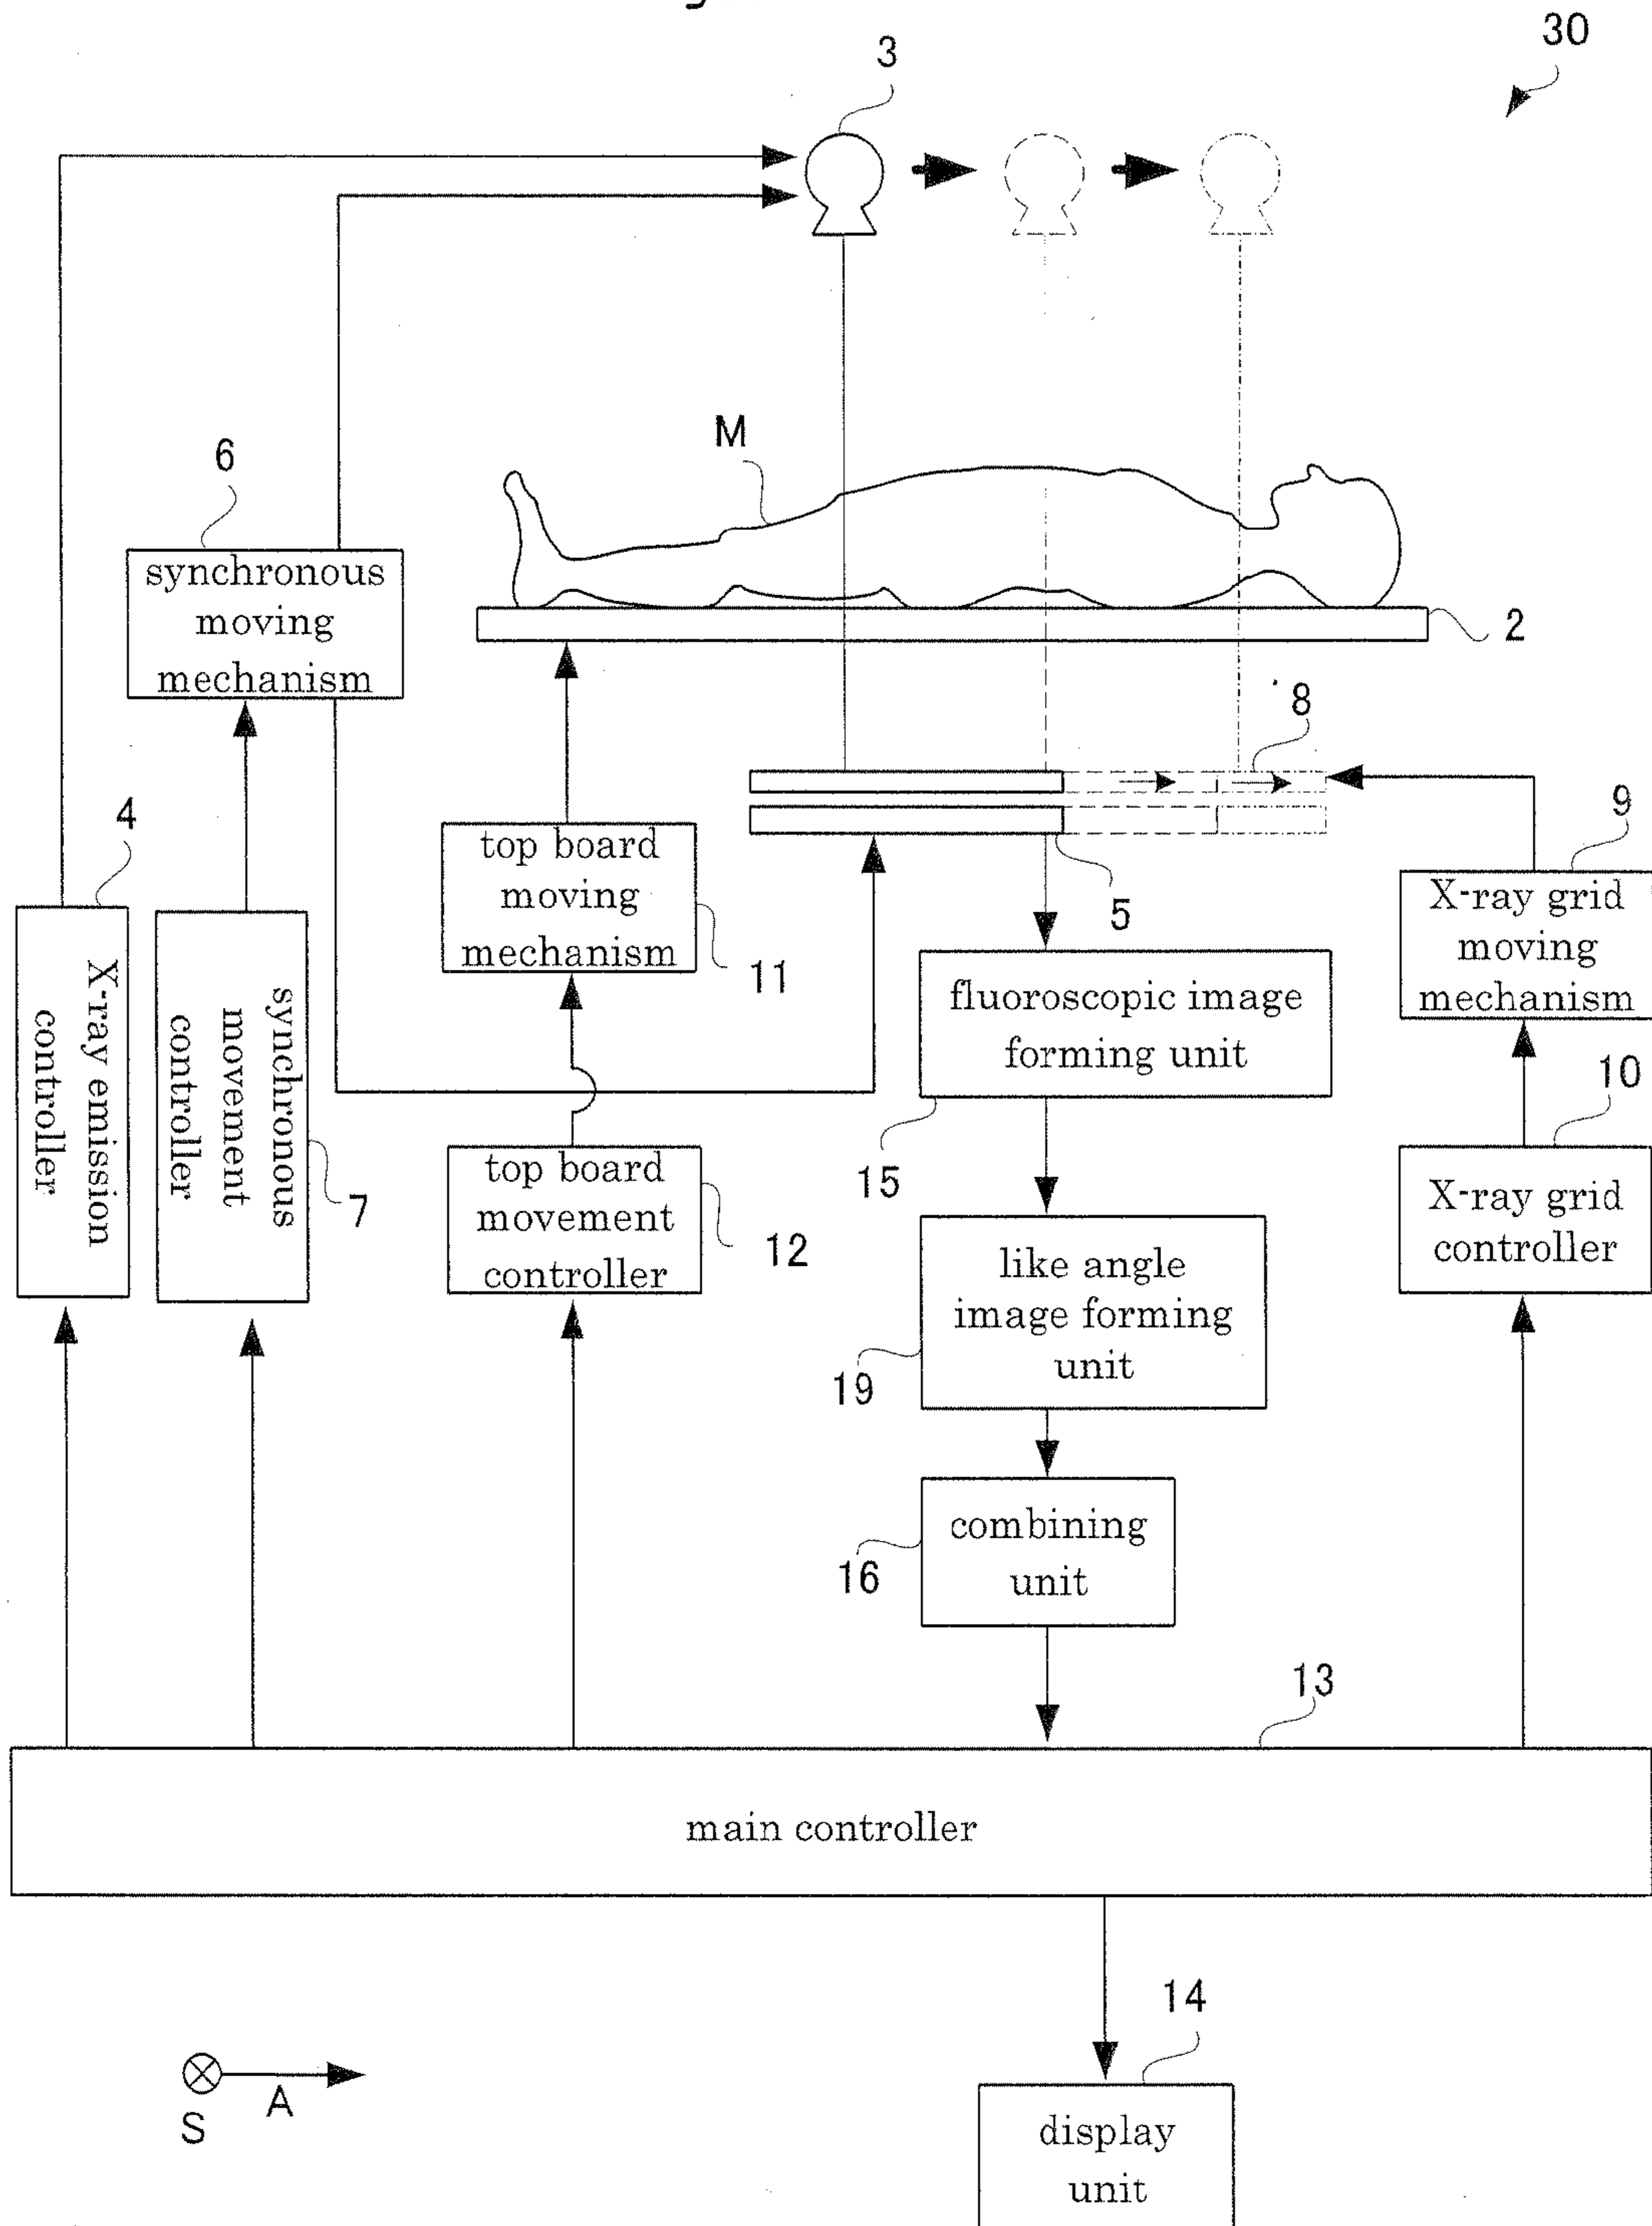 30
3
M
6
synchronous
moving
mechanism
2
8
4
top board
moving
mechanism
11
5
9
X-ray grid
moving
mechanism
X-ray emission
controller
synchronous
movement
controller
7
fluoroscopic image
forming unit
15
10
X-ray grid
controller
top board
movement
controller
12
like angle
image forming
unit
19
combining
unit
16
13
main controller
14
display
unit
S
A